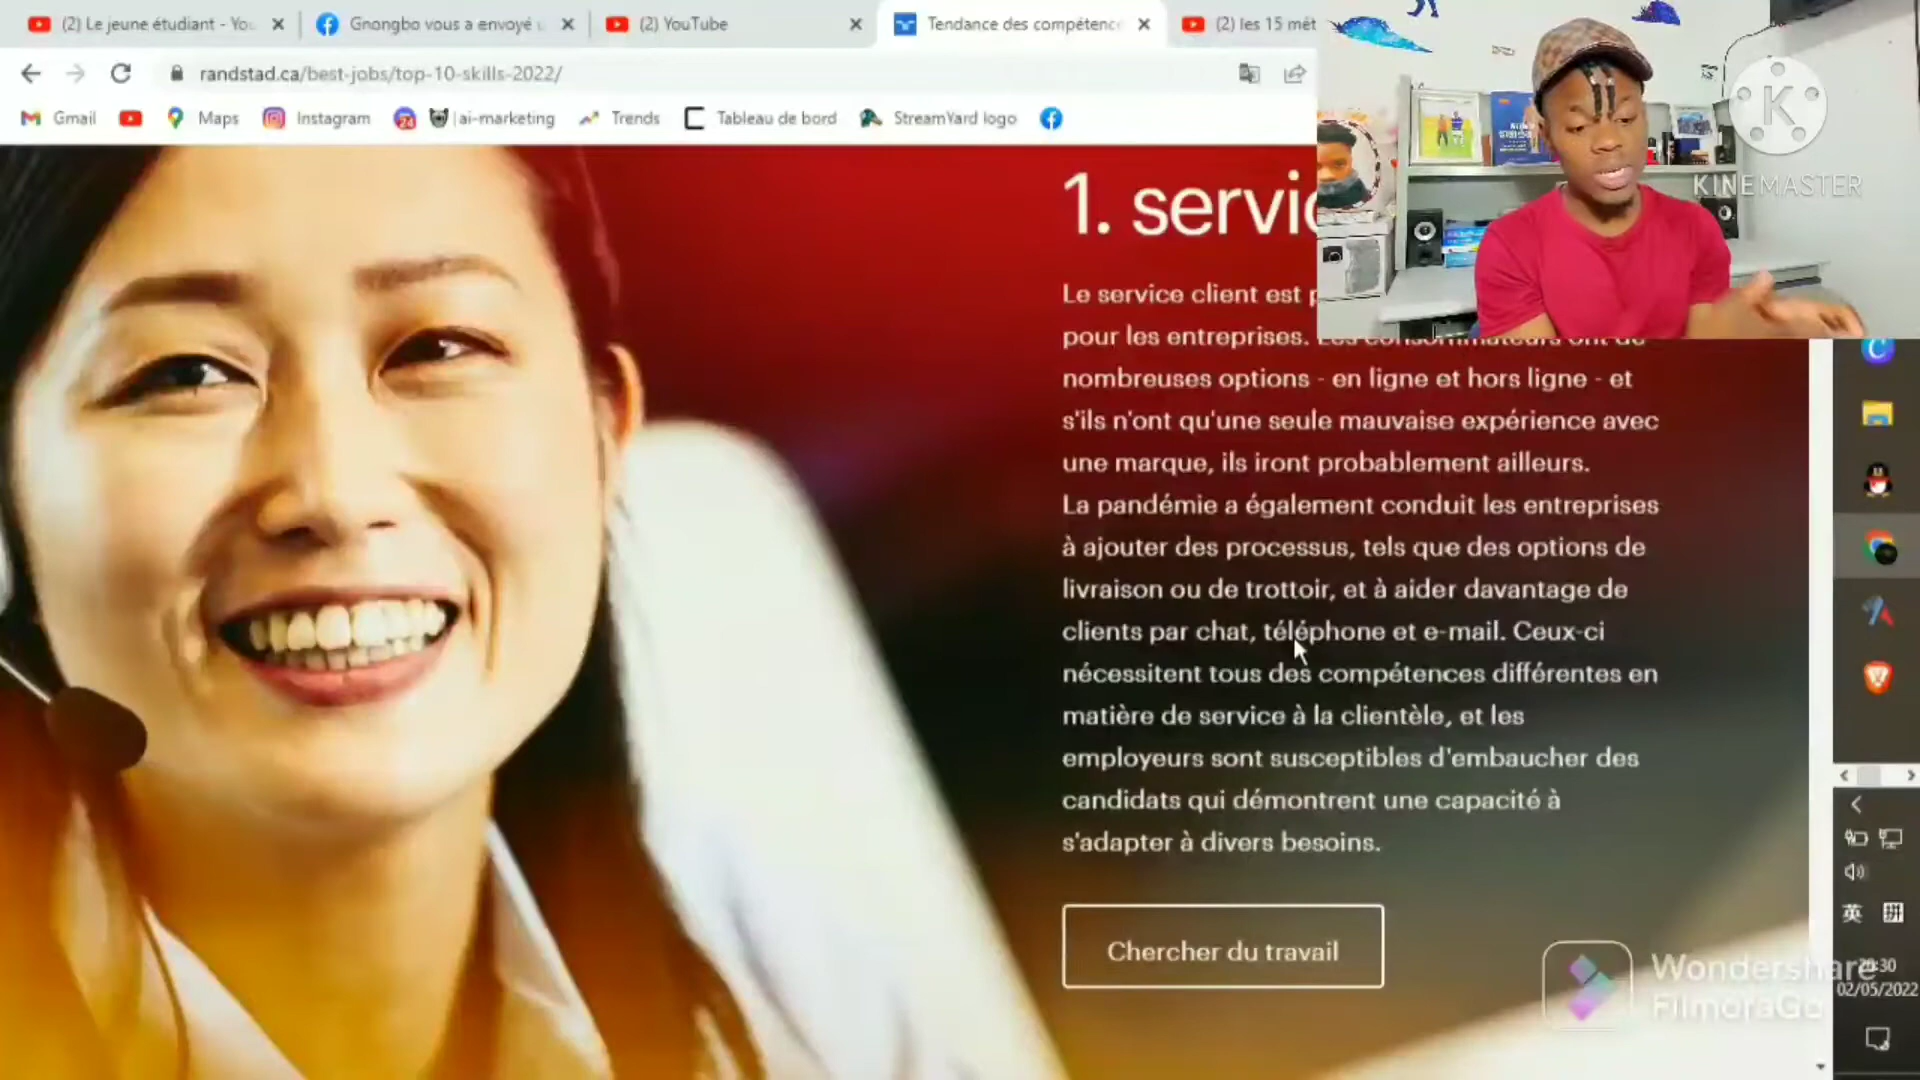 (2) Le jeune étudiant - You
Gnongbo vous a envoyé u
(2) YouTube
Tendance des compétence
(2) les 15 mét
randstad.ca/best-jobs/top-10-skills-2022/
Gmail
Maps
Instagram
24
ai-marketing
Trends
Tableau de bord
StreamYard logo
K
KINEMASTER
1. servic
Le service client est p
pour les entreprises.
nombreuses options - en ligne et hors ligne - et
s'ils n'ont qu'une seule mauvaise expérience avec
une marque, ils iront probablement ailleurs.
La pandémie a également conduit les entreprises
à ajouter des processus, tels que des options de
livraison ou de trottoir, et à aider davantage de
clients par chat, téléphone et e-mail. Ceux-ci
nécessitent tous des compétences différentes en
matière de service à la clientèle, et les
employeurs sont susceptibles d'embaucher des
candidats qui démontrent une capacité à
s'adapter à divers besoins.
Chercher du travail
英 拼
Wondershare
FilmoraGo
02/05/2022